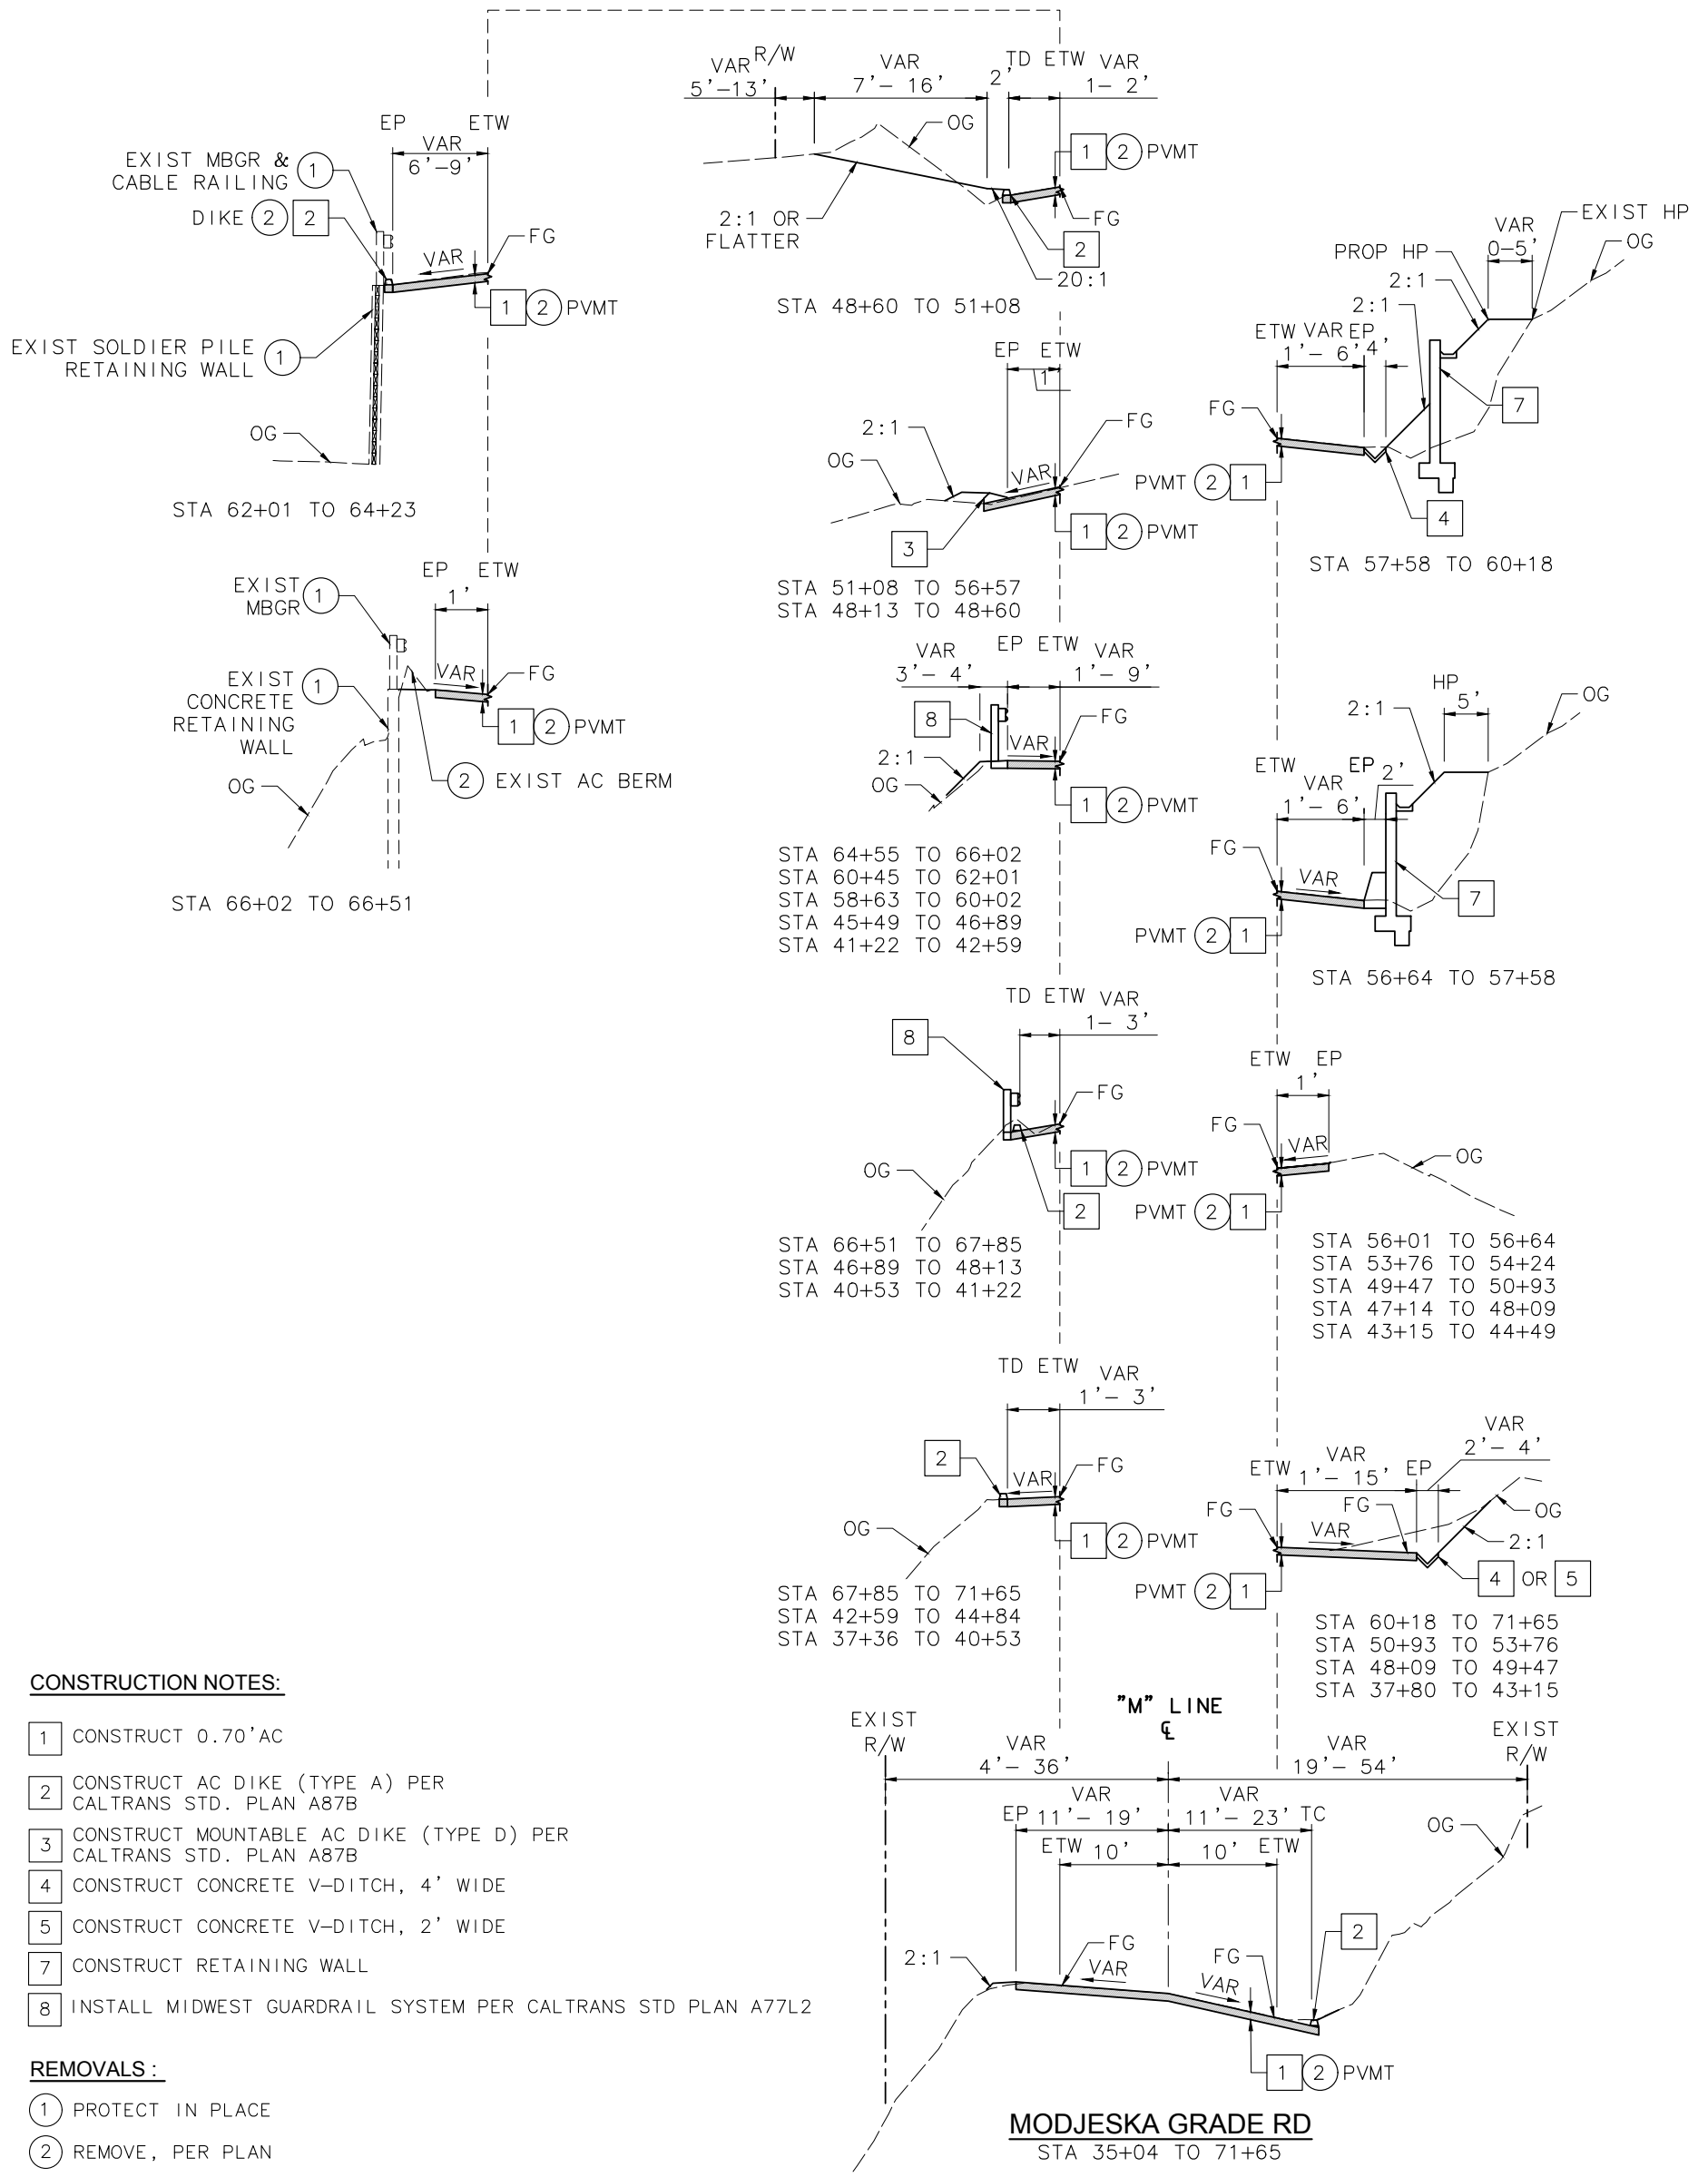 EP
ETW
VAR
6'-9'
EXIST MBGR &
CABLE RAILING
1
DIKE
2
2
FG
VAR
1
2
PVMT
EXIST SOLDIER PILE
RETAINING WALL
1
OG
STA 62+01 TO 64+23
EP
ETW
1'
EXIST
MBGR
1
VAR
FG
EXIST
CONCRETE
RETAINING
WALL
1
1
2
PVMT
OG
2
EXIST AC BERM
STA 66+02 TO 66+51
VAR
5'-13'
R/W
VAR
7'- 16'
2'
TD ETW
VAR
1- 2'
OG
1
2
PVMT
2:1 OR
FLATTER
FG
2
20:1
STA 48+60 TO 51+08
EP
ETW
1'
2:1
FG
OG
VAR
1
2
PVMT
3
STA 51+08 TO 56+57
STA 48+13 TO 48+60
VAR
3'- 4'
EP ETW
VAR
1'- 9'
8
FG
VAR
2:1
OG
1
2
PVMT
STA 64+55 TO 66+02
STA 60+45 TO 62+01
STA 58+63 TO 60+02
STA 45+49 TO 46+89
STA 41+22 TO 42+59
TD ETW
VAR
1- 3'
8
FG
OG
1
2
PVMT
2
STA 66+51 TO 67+85
STA 46+89 TO 48+13
STA 40+53 TO 41+22
TD ETW
VAR
1'- 3'
2
VAR
FG
OG
1
2
PVMT
STA 67+85 TO 71+65
STA 42+59 TO 44+84
STA 37+36 TO 40+53
EXIST HP
VAR
0-5'
OG
PROP HP
2:1
2:1
ETW
VAR
EP
1'- 6'
4'
FG
7
PVMT
2
1
4
STA 57+58 TO 60+18
HP
5'
2:1
OG
ETW
VAR
1'- 6'
EP
2'
FG
VAR
7
PVMT
2
1
STA 56+64 TO 57+58
ETW
EP
1'
FG
VAR
OG
PVMT
2
1
STA 56+01 TO 56+64
STA 53+76 TO 54+24
STA 49+47 TO 50+93
STA 47+14 TO 48+09
STA 43+15 TO 44+49
VAR
2'- 4'
ETW
VAR
1'- 15'
EP
FG
FG
VAR
OG
2:1
PVMT
2
1
4
OR
5
STA 60+18 TO 71+65
STA 50+93 TO 53+76
STA 48+09 TO 49+47
STA 37+80 TO 43+15
"M" LINE
℄
EXIST
R/W
VAR
4'- 36'
VAR
19'- 54'
EXIST
R/W
VAR
EP 11'- 19'
VAR
11'- 23' TC
ETW
10'
10'
ETW
OG
2:1
FG
VAR
FG
VAR
2
1
2
PVMT
MODJESKA GRADE RD
STA 35+04 TO 71+65
CONSTRUCTION NOTES:
1 CONSTRUCT 0.70'AC
2 CONSTRUCT AC DIKE (TYPE A) PER
CALTRANS STD. PLAN A87B
3 CONSTRUCT MOUNTABLE AC DIKE (TYPE D) PER
CALTRANS STD. PLAN A87B
4 CONSTRUCT CONCRETE V-DITCH, 4' WIDE
5 CONSTRUCT CONCRETE V-DITCH, 2' WIDE
7 CONSTRUCT RETAINING WALL
8 INSTALL MIDWEST GUARDRAIL SYSTEM PER CALTRANS STD PLAN A77L2
REMOVALS :
1 PROTECT IN PLACE
2 REMOVE, PER PLAN